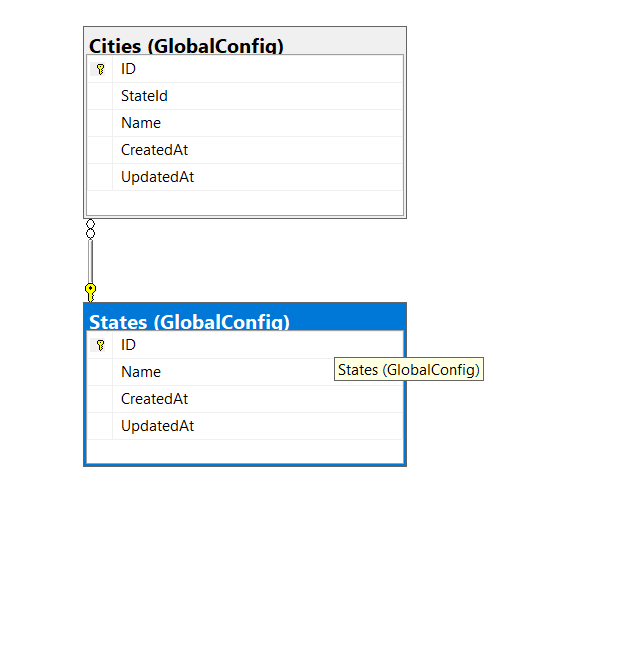 Cities (GlobalConfig)
ID
StateId
Name
CreatedAt
UpdatedAt
States (GlobalConfig)
ID
Name
States (GlobalConfig)
CreatedAt
UpdatedAt